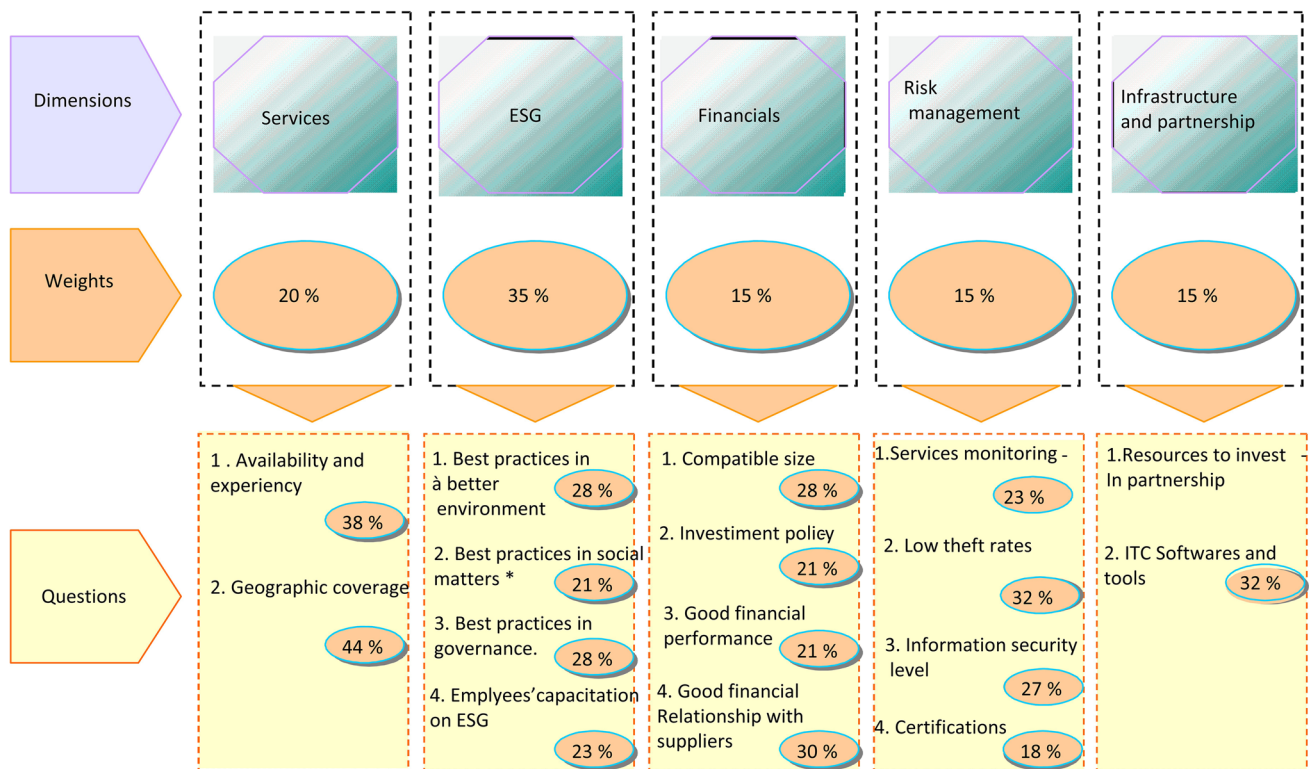 Dimensions
Services
ESG
Financials
Risk
management
Infrastructure
and partnership
Weights
20 %
35 %
15 %
15 %
15 %
Questions
1 . Availability and
experiency
38 %
2. Geographic coverage
44 %
1. Best practices in
à better
environment
28 %
2. Best practices in social
matters *
21 %
3. Best practices in
governance.
28 %
4. Emplyees’capacitation
on ESG
23 %
1. Compatible size
28 %
2. Investiment policy
21 %
3. Good financial
performance
21 %
4. Good financial
Relationship with
suppliers
30 %
1.Services monitoring -
23 %
2. Low theft rates
32 %
3. Information security
level
27 %
4. Certifications
18 %
1.Resources to invest -
In partnership
2. ITC Softwares and
tools
32 %